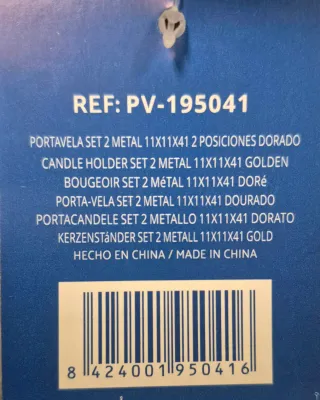 REF: PV-195041
PORTAVELA SET 2 METAL 11X11X41 2 POSICIONES DORADO
CANDLE HOLDER SET 2 METAL 11X11X41 GOLDEN
BOUGEOIR SET 2 MéTAL 11X11X41 DORé
PORTA-VELA SET 2 METAL 11X11X41 DOURADO
PORTACANDELE SET 2 METALLO 11X11X41 DORATO
KERZENSTäNDER SET 2 METALL 11X11X41 GOLD
HECHO EN CHINA / MADE IN CHINA
8 424001 950416